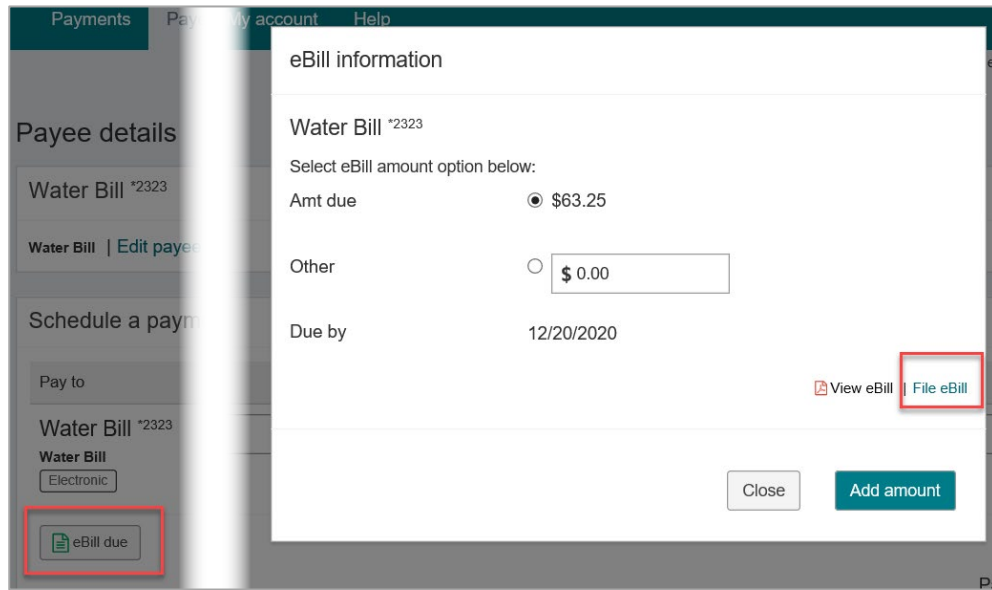 Payments Pay y account Help
eBill information
Payee details
Water Bill *2323
Water Bill *2323
Select eBill amount option below:
Amt due $63.25
Water Bill | Edit payee
Other $ 0.00
Schedule a paym
Due by 12/20/2020
Pay to
View eBill | File eBill
Water Bill *2323
Water Bill
Electronic
Close Add amount
eBill due
P